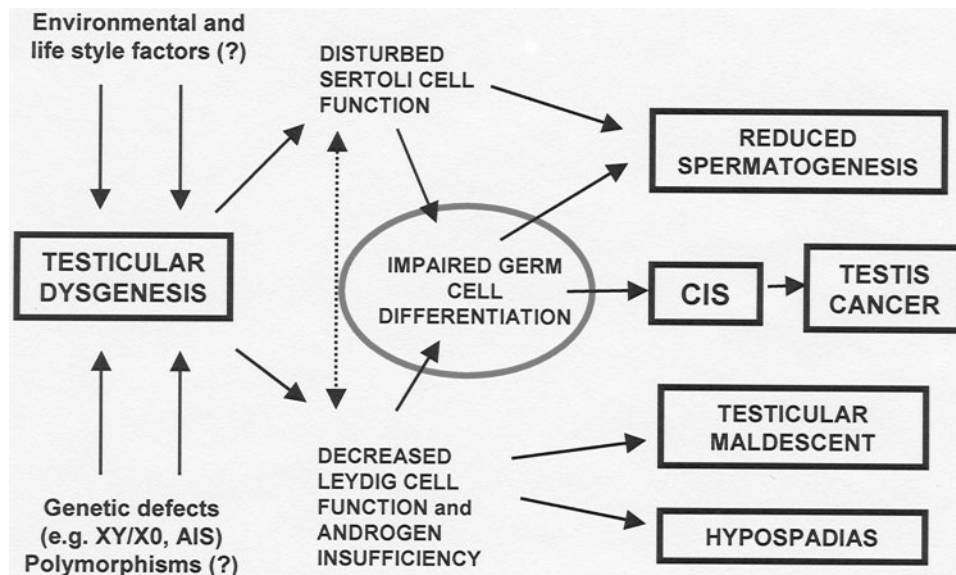 Environmental and
life style factors (?)
DISTURBED
SERTOLI CELL
FUNCTION
REDUCED
SPERMATOGENESIS
TESTICULAR
DYSGENESIS
IMPAIRED GERM
CELL
DIFFERENTIATION
CIS
TESTIS
CANCER
TESTICULAR
MALDESCENT
DECREASED
LEYDIG CELL
FUNCTION and
ANDROGEN
INSUFFICIENCY
HYPOSPADIAS
Genetic defects
(e.g. XY/X0, AIS)
Polymorphisms (?)